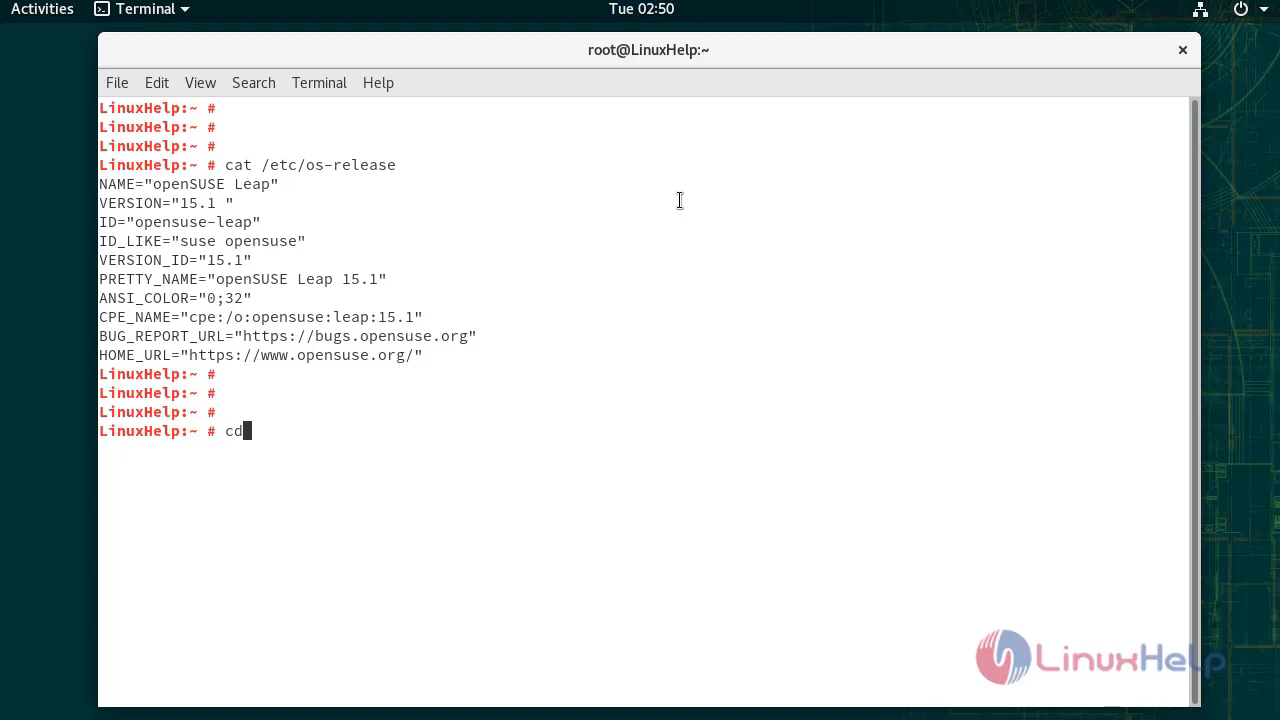 Activities Terminal Tue 02:50
root@LinuxHelp:~ ×
File Edit View Search Terminal Help
LinuxHelp:~ #
LinuxHelp:~ #
LinuxHelp:~ #
LinuxHelp:~ # cat /etc/os-release
NAME="openSUSE Leap"
VERSION="15.1 "
ID="opensuse-leap"
ID_LIKE="suse opensuse"
VERSION_ID="15.1"
PRETTY_NAME="openSUSE Leap 15.1"
ANSI_COLOR="0;32"
CPE_NAME="cpe:/o:opensuse:leap:15.1"
BUG_REPORT_URL="https://bugs.opensuse.org"
HOME_URL="https://www.opensuse.org/"
LinuxHelp:~ #
LinuxHelp:~ #
LinuxHelp:~ #
LinuxHelp:~ # cd
LinuxHelp